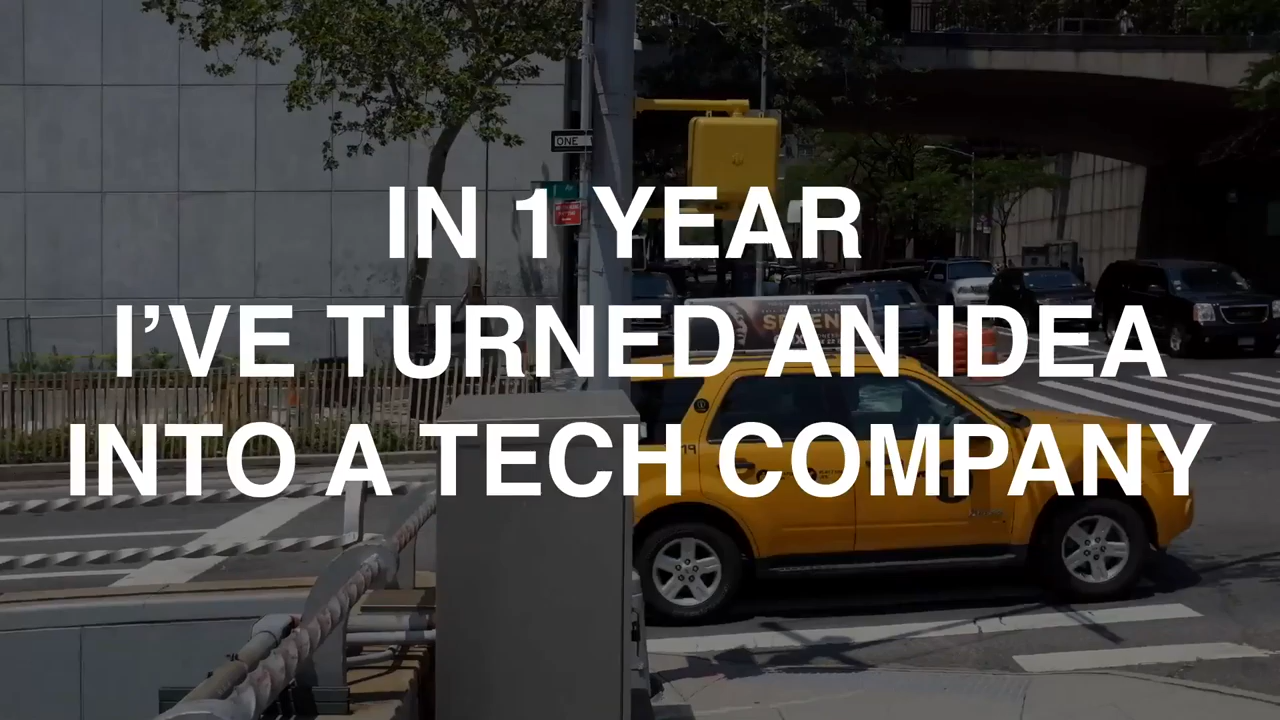 ONE
IN 1 YEAR
I'VE TURNED AN IDEA
INTO A TECH COMPANY